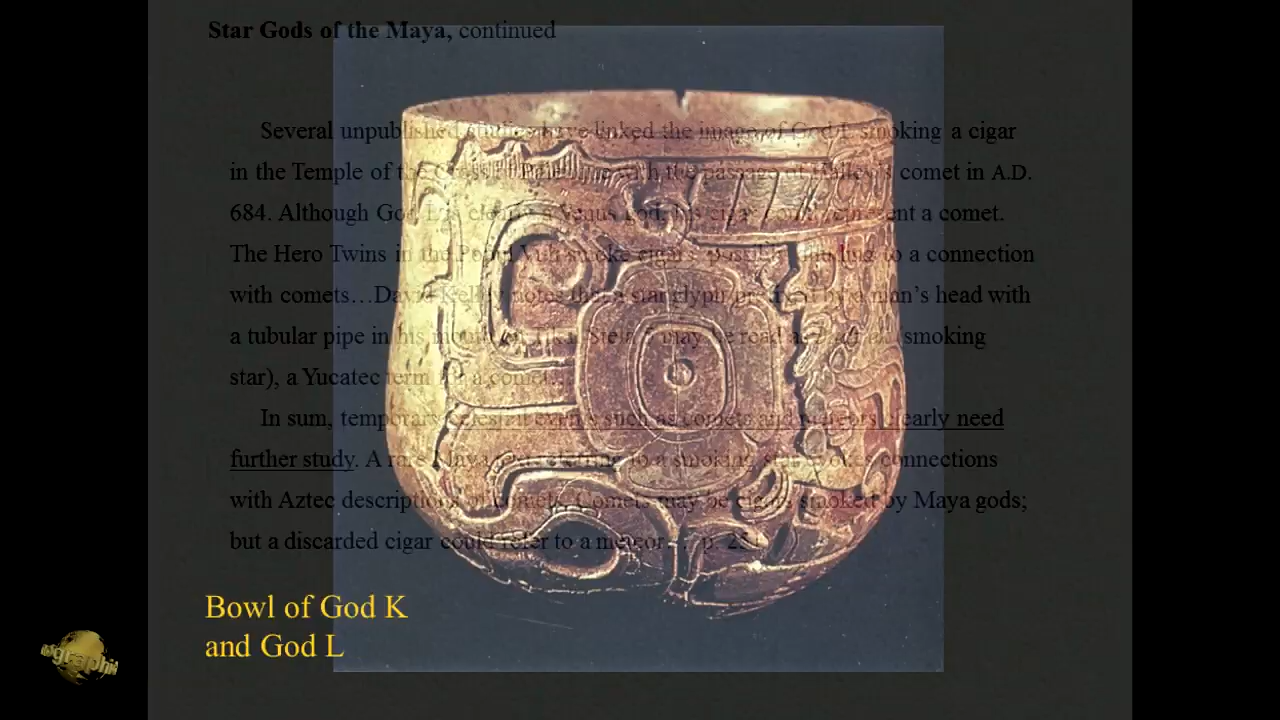 Star Gods of the Maya, continued
Several unpublished studies have linked the image of God L smoking a cigar
in the Temple of the Cross at Palenque with the passage of Halley's comet in A.D.
684. Although God L is clearly a Venus god, his cigar could represent a comet.
The Hero Twins in the Popul Vuh smoke cigars, possibly alluding to a connection
with comets…David Kelley notes that a star glyph prefixed by a man's head with
a tubular pipe in his mouth on Tikal Stela 5 may be read as (smoking
star), a Yucatec term for a comet…
In sum, temporary celestial events such as comets and meteors clearly need
further study. A rare Maya text referring to a smoking star evokes connections
with Aztec descriptions of comets. Comets may be cigars smoked by Maya gods;
but a discarded cigar could refer to a meteor… p. 251
Bowl of God K
and God L